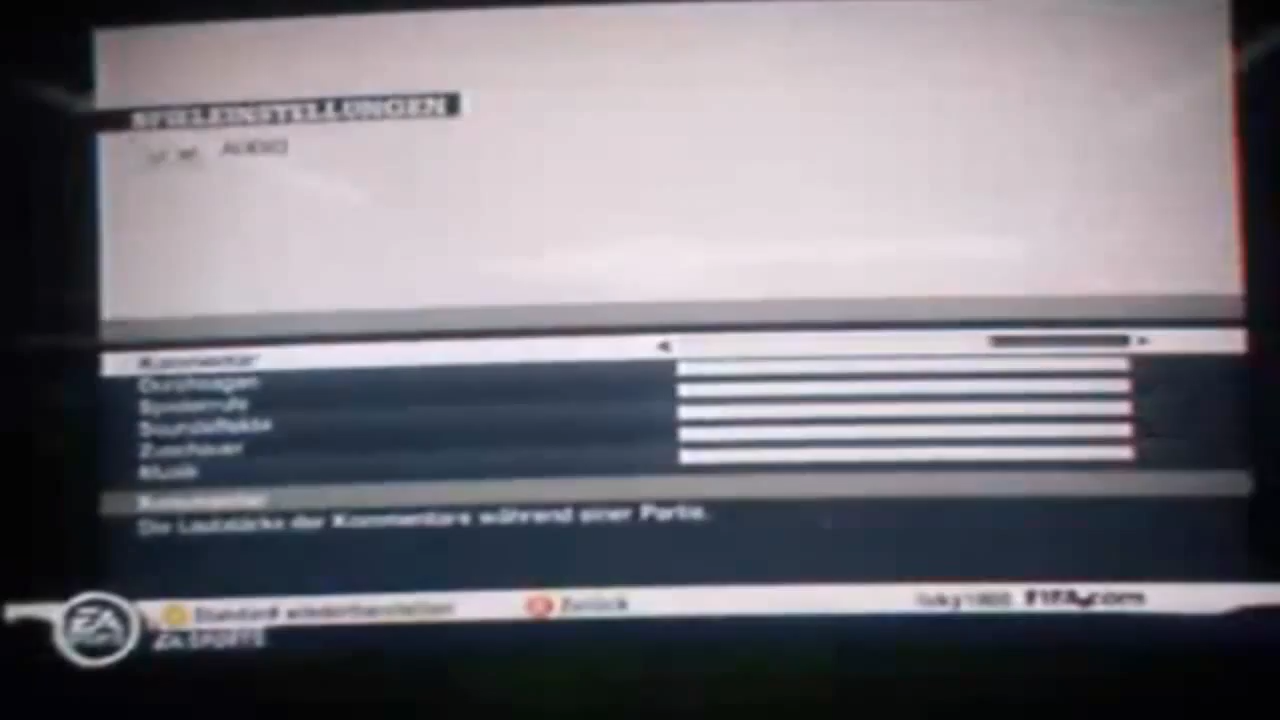 SPIELEINSTELLUNGEN
AUDIO
Kommentar
Durchsagen
Spielerrufe
Soundeffekte
Zuschauer
Musik
Kommentar
Die Lautstärke der Kommentare während einer Partie.
Standard wiederherstellen
Zurück
FIFA.com
EA SPORTS